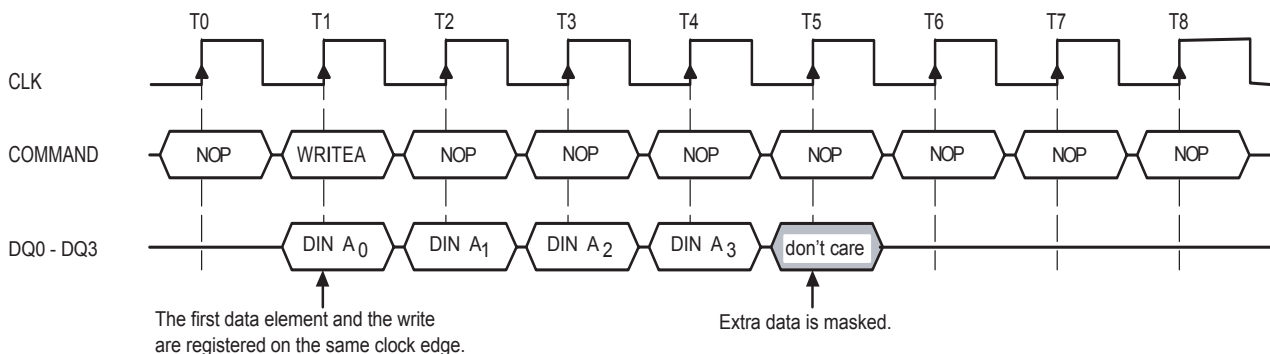 T0 T1 T2 T3 T4 T5 T6 T7 T8
CLK
COMMAND NOP WRITEA NOP NOP NOP NOP NOP NOP NOP
DQ0 - DQ3 DIN A0 DIN A1 DIN A2 DIN A3 don't care
The first data element and the write
are registered on the same clock edge.
Extra data is masked.